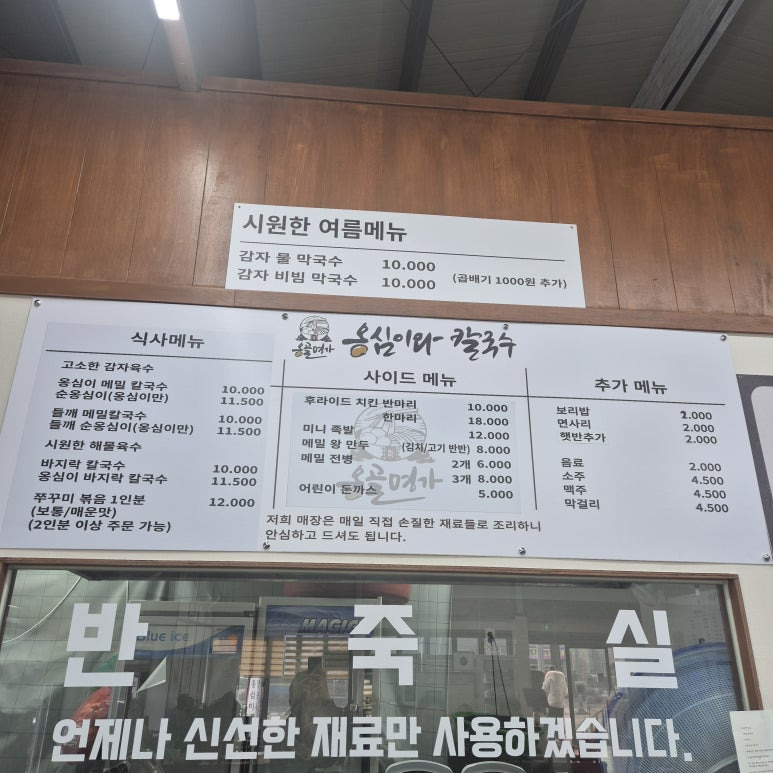 시원한 여름메뉴
감자 물 막국수 10.000
감자 비빔 막국수 10.000 (곱배기 1000원 추가)
옹골명가 옹심이와 칼국수
식사메뉴
고소한 감자육수
옹심이 메밀 칼국수 10.000
순옹심이(옹심이만) 11.500
들깨 메밀칼국수 10.000
들깨 순옹심이(옹심이만) 11.500
시원한 해물육수
바지락 칼국수 10.000
옹심이 바지락 칼국수 11.500
쭈꾸미 볶음 1인분 12.000
(보통/매운맛)
(2인분 이상 주문 가능)
사이드 메뉴
후라이드 치킨 반마리 10.000
한마리 18.000
미니 족발 12.000
메밀 왕 만두 (김치/고기 반반) 8.000
메밀 전병 2개 6.000
3개 8.000
어린이 돈까스 5.000
옹골명가
저희 매장은 매일 직접 손질한 재료들로 조리하니
안심하고 드셔도 됩니다.
추가 메뉴
보리밥 2.000
면사리 2.000
햇반추가 2.000
음료 2.000
소주 4.500
맥주 4.500
막걸리 4.500
Blue ice
MAGIC
반죽실
언제나 신선한 재료만 사용하겠습니다.